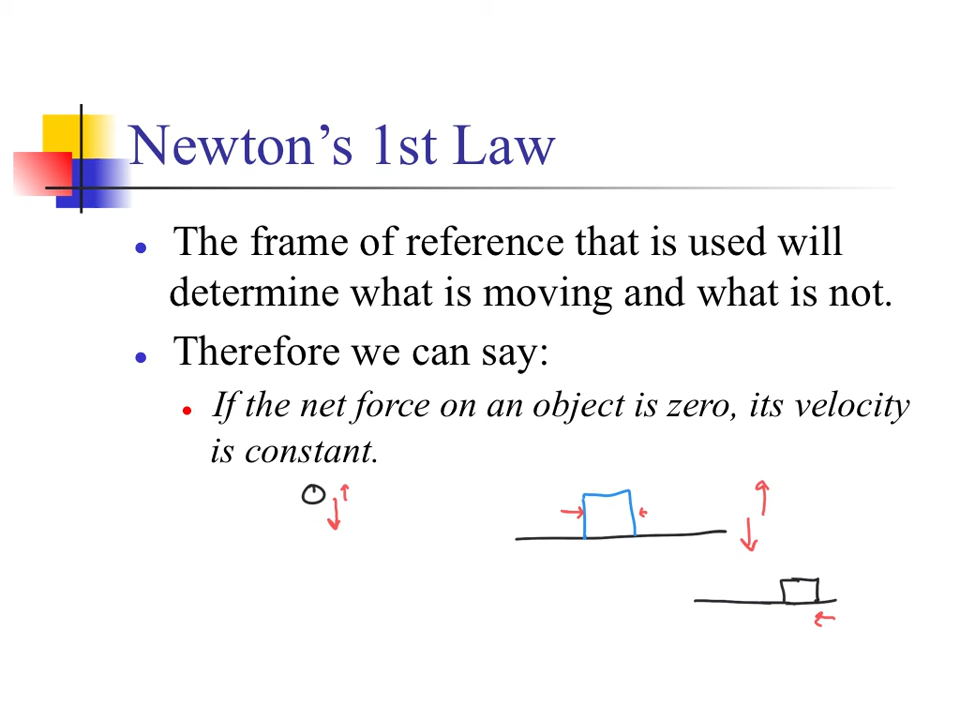 Newton’s 1st Law
The frame of reference that is used will
determine what is moving and what is not.
Therefore we can say:
If the net force on an object is zero, its velocity
is constant.